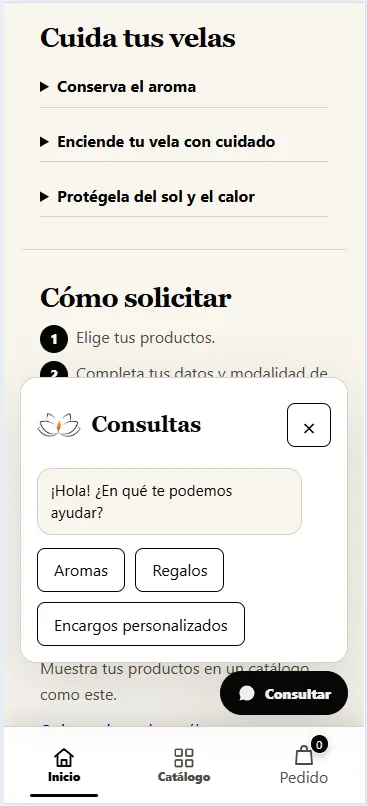 Cuida tus velas
Conserva el aroma
Enciende tu vela con cuidado
Protégela del sol y el calor
Cómo solicitar
1 Elige tus productos.
2 Completa tus datos y modalidad de
Consultas
×
¡Hola! ¿En qué te podemos
ayudar?
Aromas Regalos
Encargos personalizados
Muestra tus productos en un catálogo
como este.
Consultar
0
Inicio Catálogo Pedido